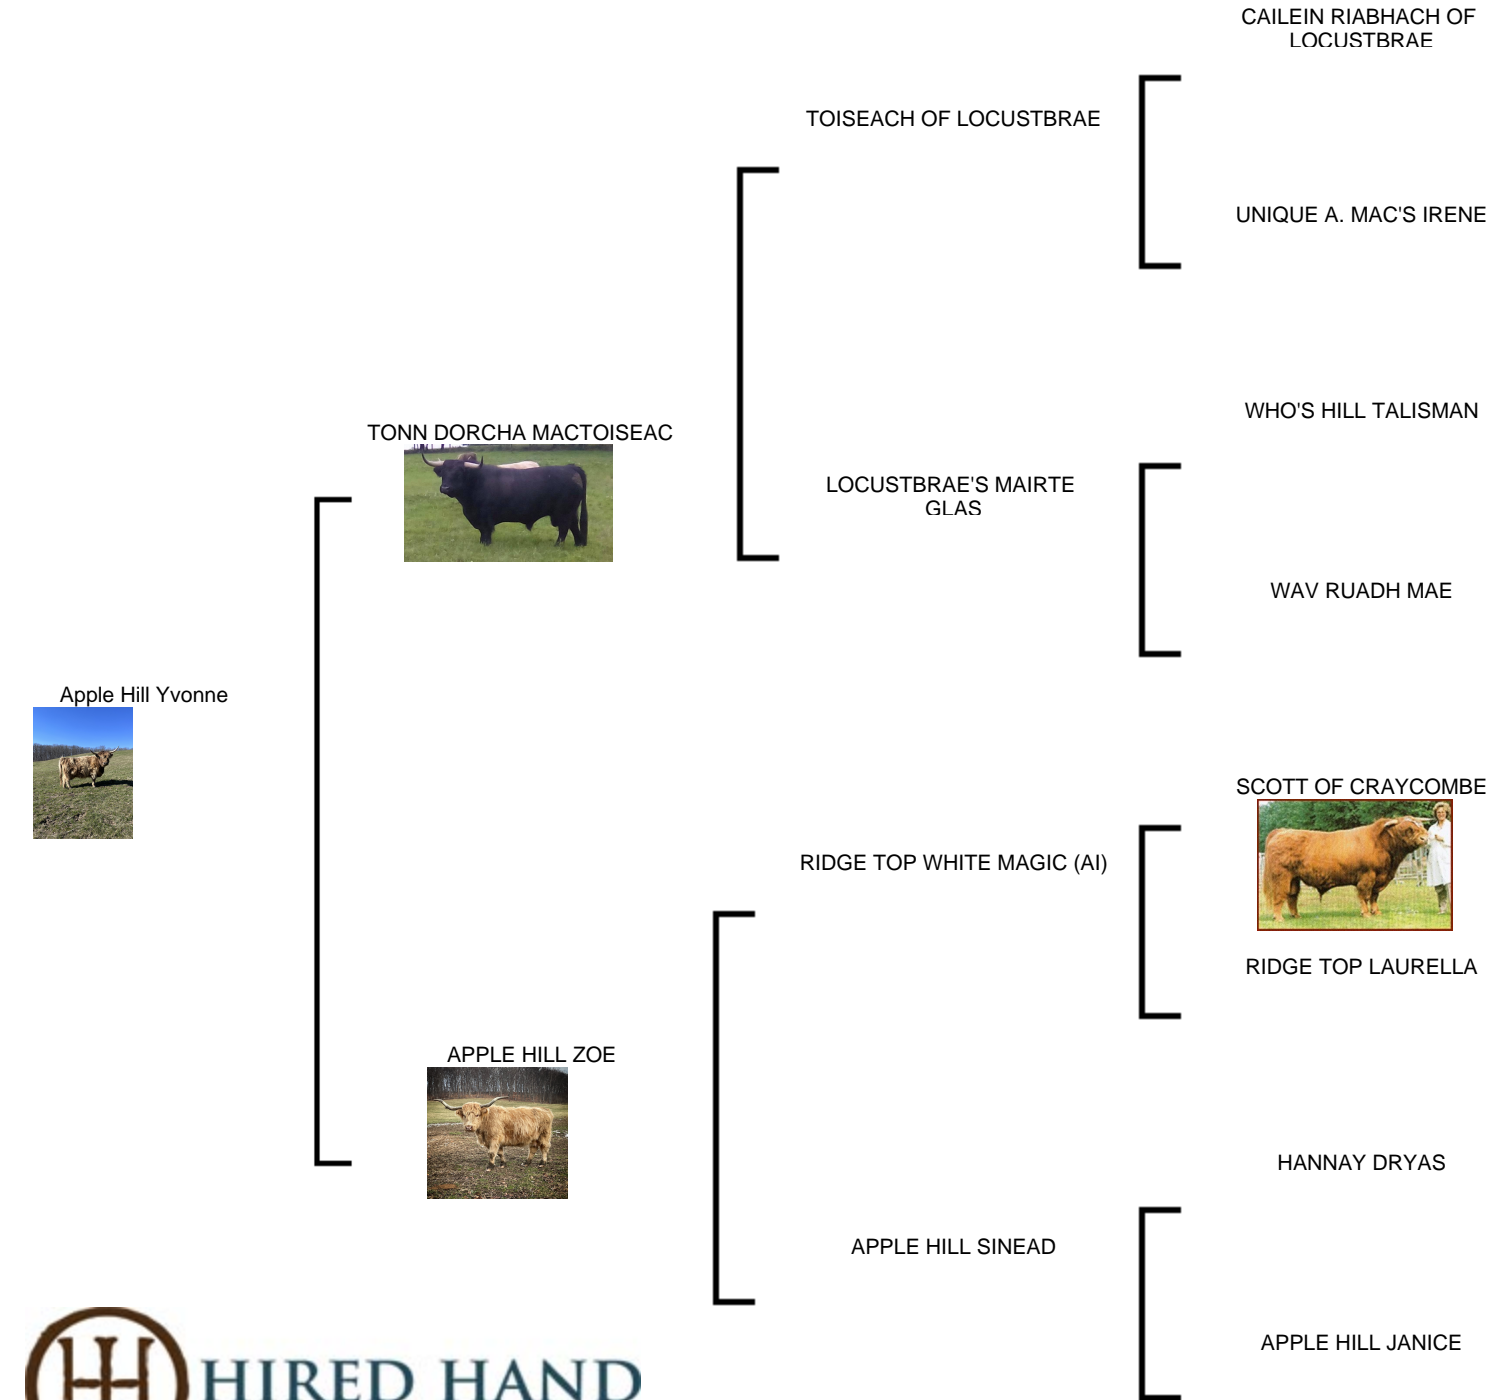 CAILEIN RIABHACH OF
LOCUSTBRAE
TOISEACH OF LOCUSTBRAE
UNIQUE A. MAC'S IRENE
WHO'S HILL TALISMAN
TONN DORCHA MACTOISEAC
LOCUSTBRAE'S MAIRTE
GLAS
WAV RUADH MAE
Apple Hill Yvonne
SCOTT OF CRAYCOMBE
RIDGE TOP WHITE MAGIC (AI)
RIDGE TOP LAURELLA
APPLE HILL ZOE
HANNAY DRYAS
APPLE HILL SINEAD
APPLE HILL JANICE
HIRED HAND